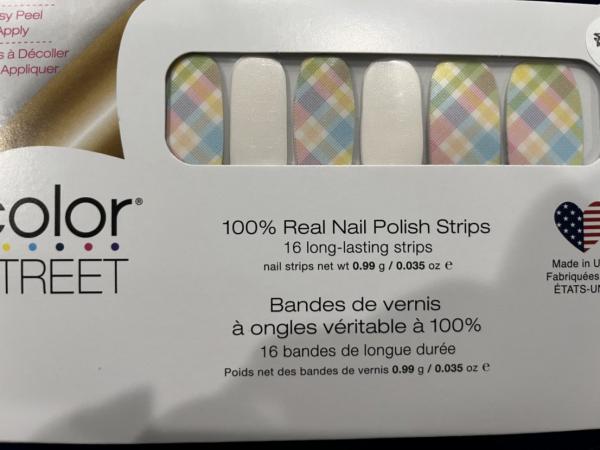 sy Peel
Apply
s à Décoller
Appliquer
color®
TREET
100% Real Nail Polish Strips
16 long-lasting strips
nail strips net wt 0.99 g / 0.035 oz ℮
Bandes de vernis
à ongles véritable à 100%
16 bandes de longue durée
Poids net des bandes de vernis 0.99 g / 0.035 oz ℮
Made in U
Fabriquées
ÉTATS-UN